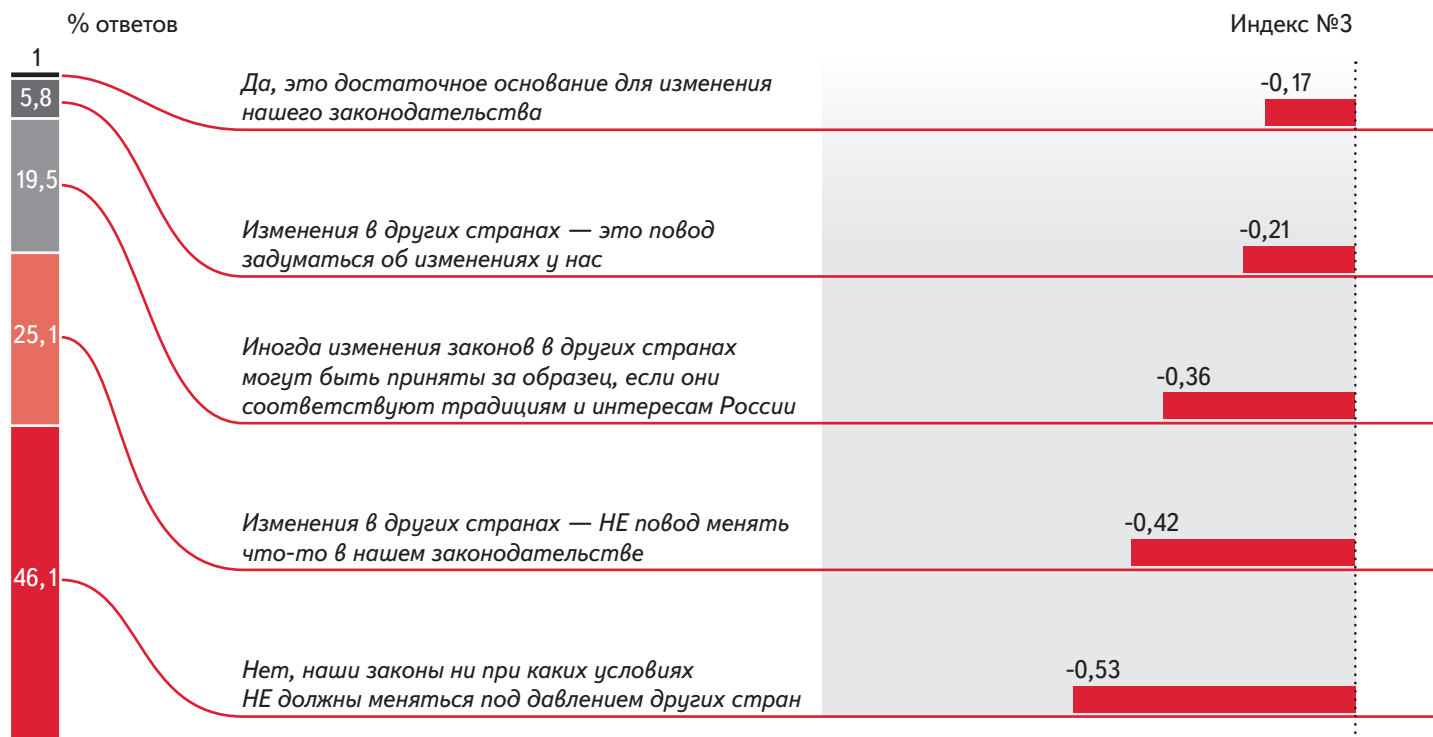 % ответов
Индекс №3
1
Да, это достаточное основание для изменения
нашего законодательства
-0,17
5,8
19,5
Изменения в других странах — это повод
задуматься об изменениях у нас
-0,21
25,1
Иногда изменения законов в других странах
могут быть приняты за образец, если они
соответствуют традициям и интересам России
-0,36
Изменения в других странах — НЕ повод менять
что-то в нашем законодательстве
-0,42
46,1
Нет, наши законы ни при каких условиях
НЕ должны меняться под давлением других стран
-0,53